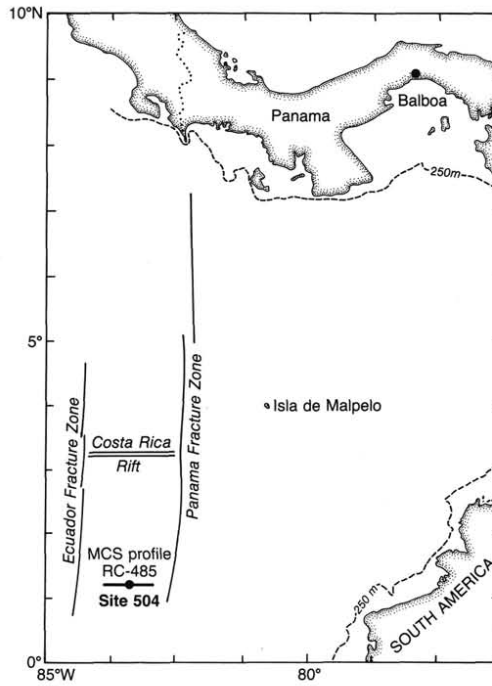 10°N
Panama
Balboa
250m
5°
Isla de Malpelo
Panama Fracture Zone
Ecuador Fracture Zone
Costa Rica
Rift
MCS profile
RC-485
Site 504
250 m
SOUTH AMERICA
0°
85°W
80°